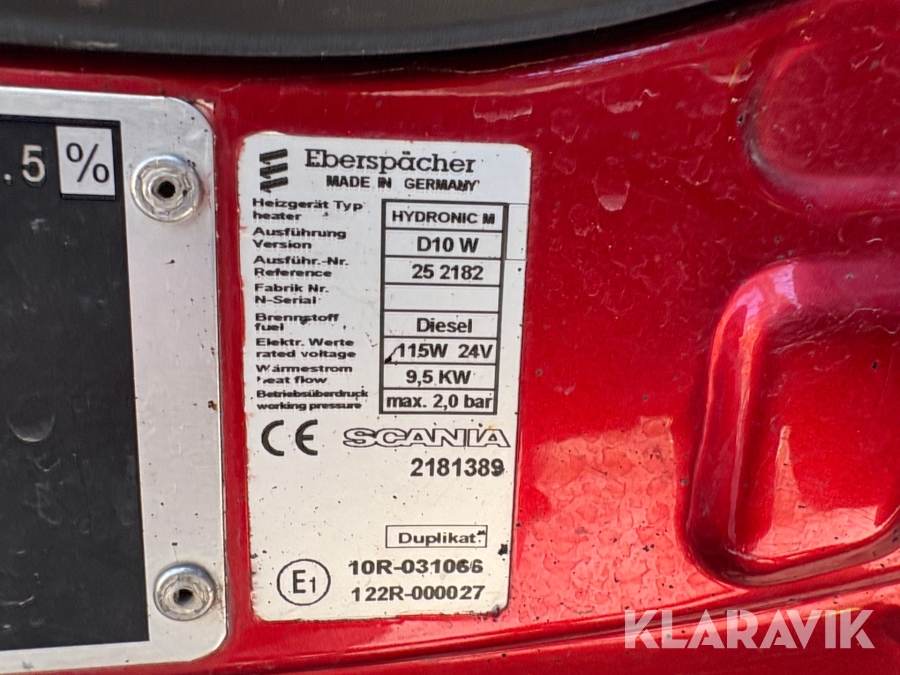 .5 %
Eberspächer
MADE IN GERMANY
Heizgerät Typ
heater
HYDRONIC M
Ausführung
Version
D10 W
Ausführ.-Nr.
Reference
25 2182
Fabrik Nr.
N-Serial
Brennstoff
fuel
Diesel
Elektr. Werte
rated voltage
115W 24V
Wärmestrom
heat flow
9,5 KW
Betriebsüberdruck
working pressure
max. 2,0 bar
CE SCANIA
2181389
Duplikat
E1
10R-031066
122R-000027
KLARAVIK